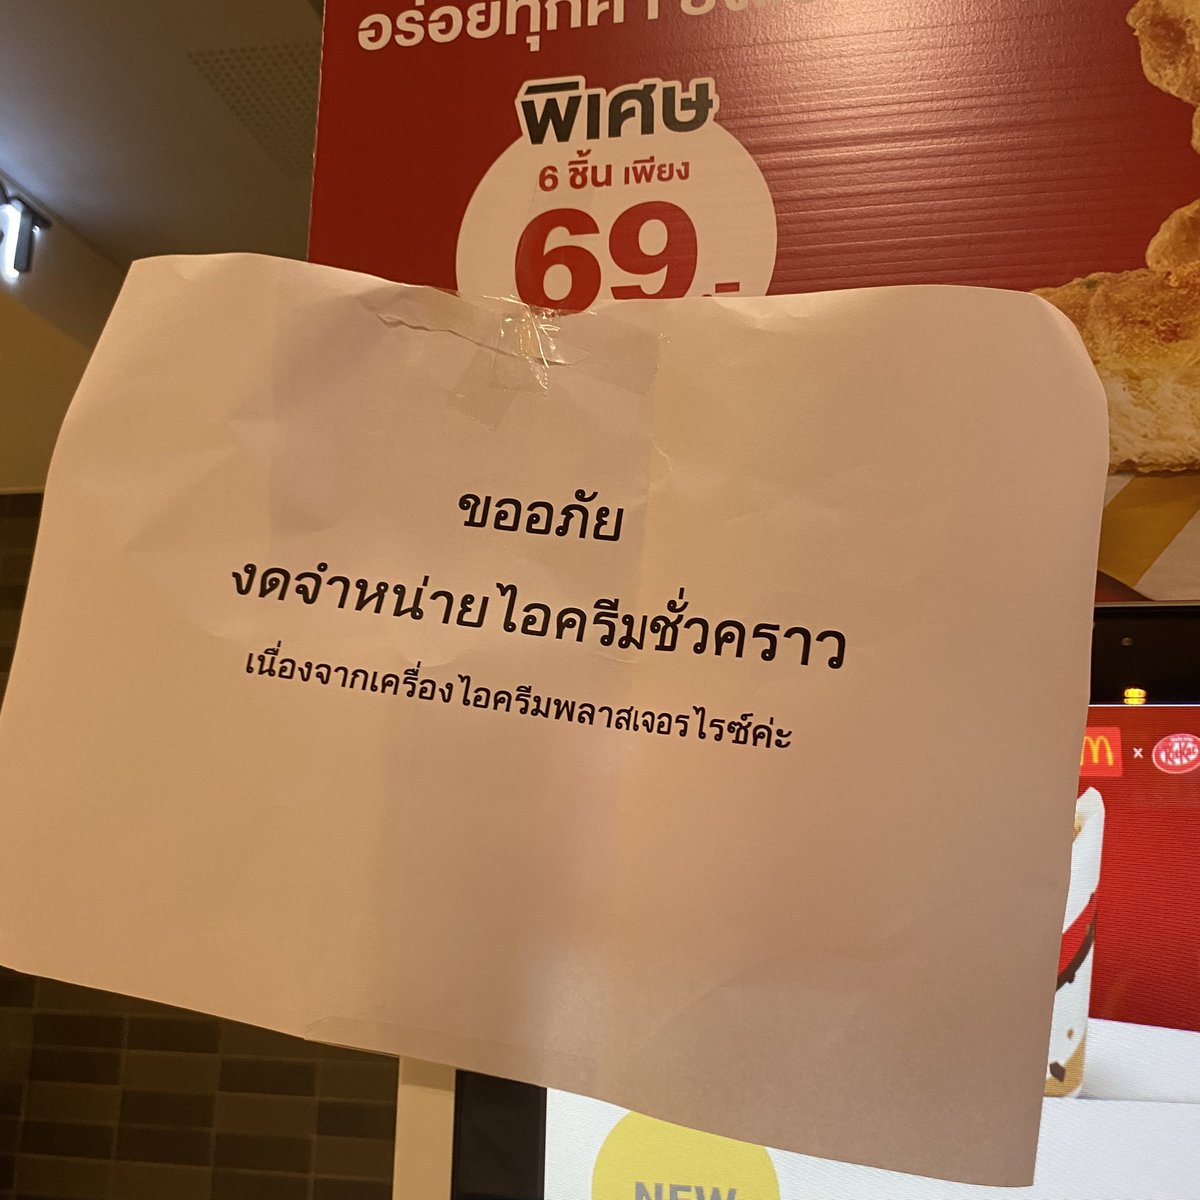 อร่อยทุกคำ
พิเศษ
6 ชิ้น เพียง
69.-
ขออภัย
งดจำหน่ายไอครีมชั่วคราว
เนื่องจากเครื่องไอครีมพลาสเจอรไรซ์ค่ะ
x KitKat
NEW